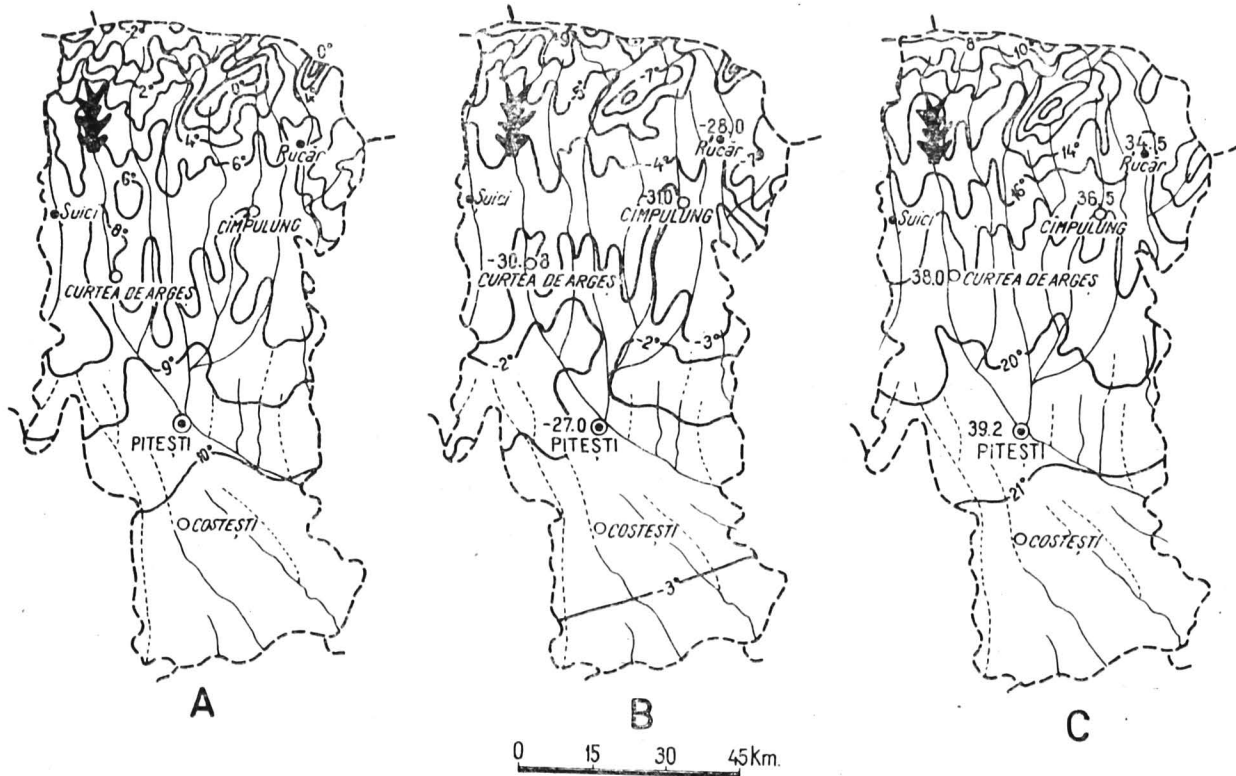 -2°
0°
2°
0°
4°
4°
6°
Rucăr
6°
Suici
CÎMPULUNG
8°
CURTEA DE ARGEȘ
9°
PITEȘTI
10°
COSTEȘTI
A
-9°
-7°
-5°
-28,0
Rucăr
-7°
-4°
-31.0
Suici
CÎMPULUNG
-30.8
CURTEA DE ARGEȘ
-2°
-2°
-3°
-27.0
PITEȘTI
COSTEȘTI
-3°
B
8°
10°
34.5
Rucăr
14°
16°
36.5
Suici
CÎMPULUNG
38.0
CURTEA DE ARGEȘ
20°
39.2
PITEȘTI
21°
COSTEȘTI
C
0 15 30 45Km.